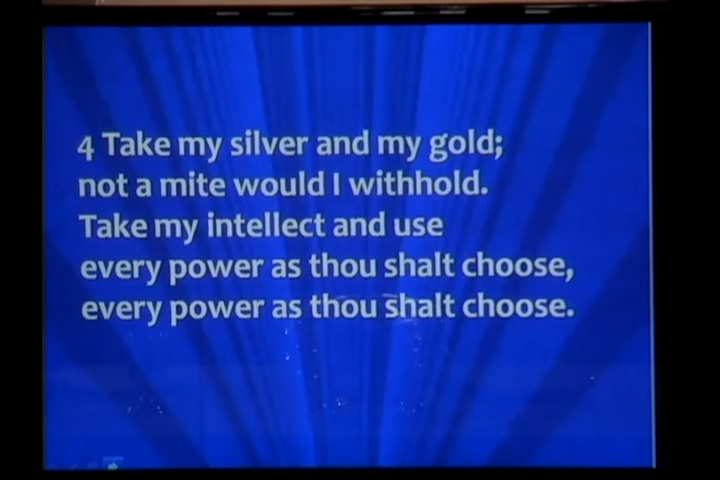 4 Take my silver and my gold;
not a mite would I withhold.
Take my intellect and use
every power as thou shalt choose,
every power as thou shalt choose.